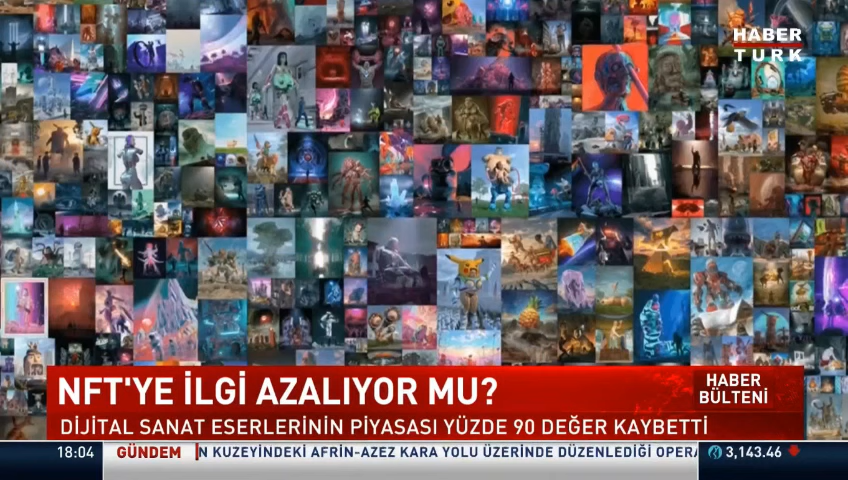 HABER
TURK
NFT'YE İLGİ AZALIYOR MU?
HABER
BÜLTENİ
DİJİTAL SANAT ESERLERİNİN PİYASASI YÜZDE 90 DEĞER KAYBETTİ
18:04 GÜNDEM N KUZEYİNDEKİ AFRİN-AZEZ KARA YOLU ÜZERİNDE DÜZENLEDİĞİ OPERA 3,143.46